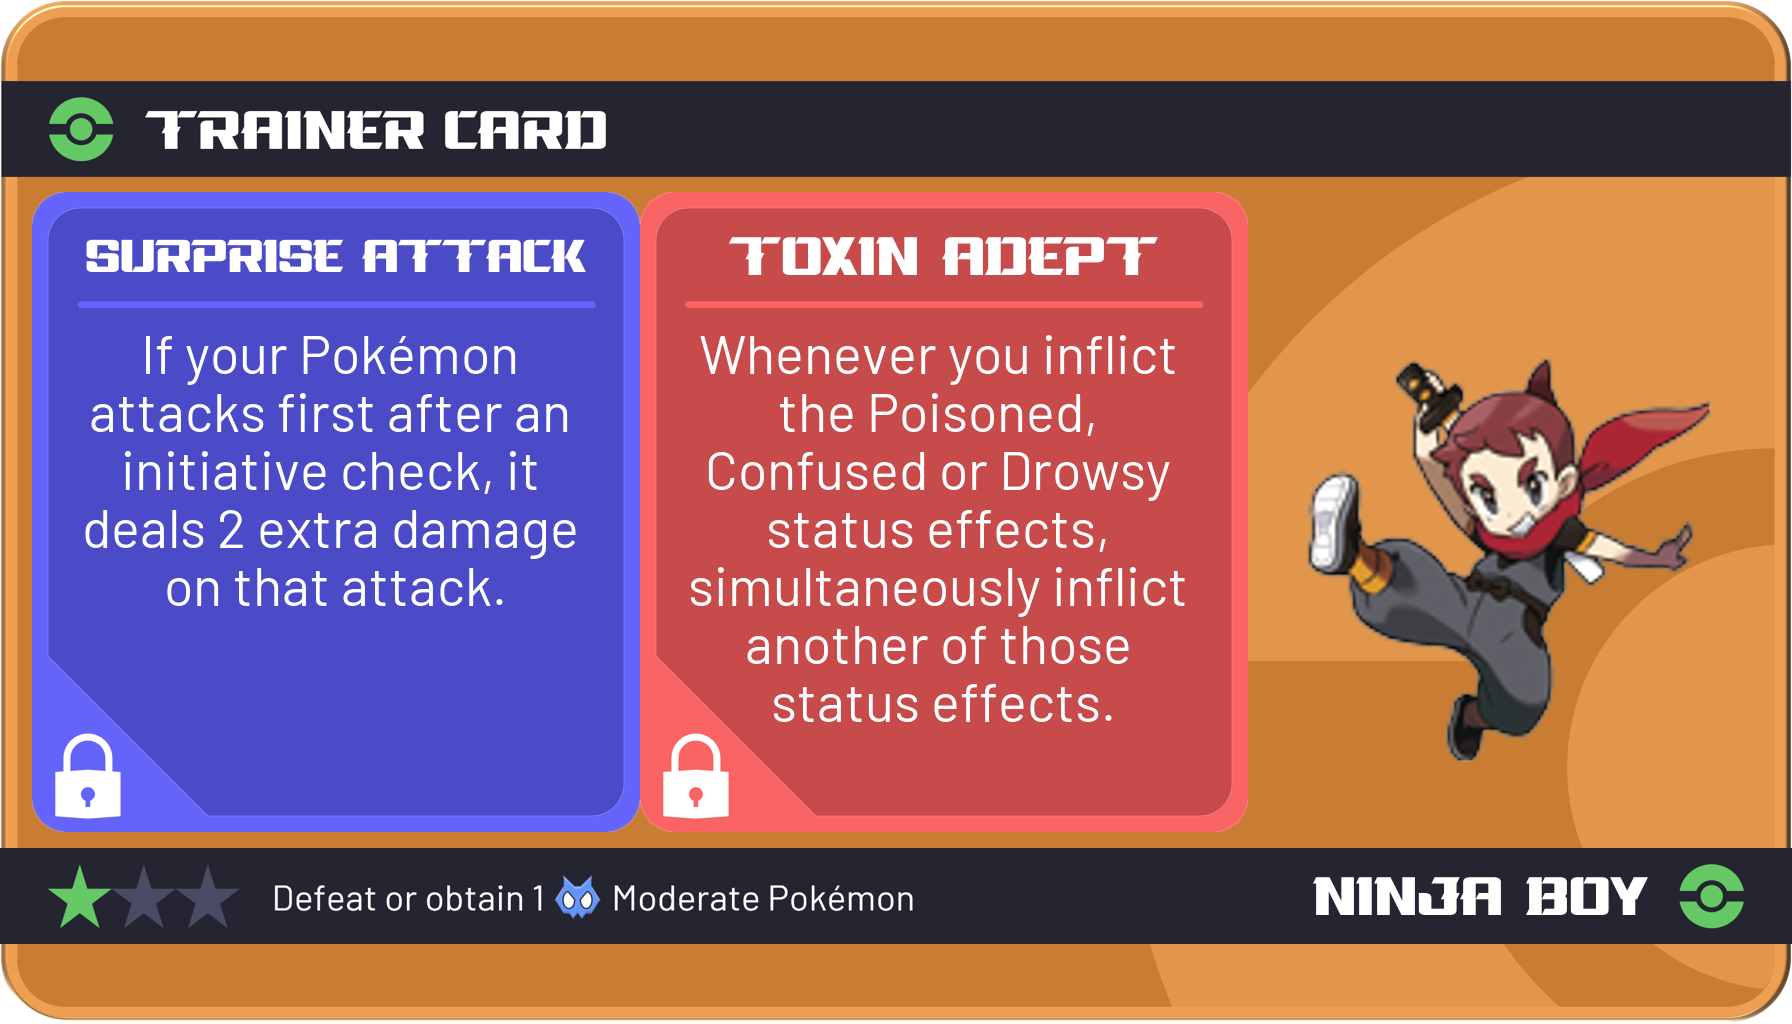 TRAINER CARD
SURPRISE ATTACK
If your Pokémon
attacks first after an
initiative check, it
deals 2 extra damage
on that attack.
TOXIN ADEPT
Whenever you inflict
the Poisoned,
Confused or Drowsy
status effects,
simultaneously inflict
another of those
status effects.
Defeat or obtain 1 Moderate Pokémon
NINJA BOY